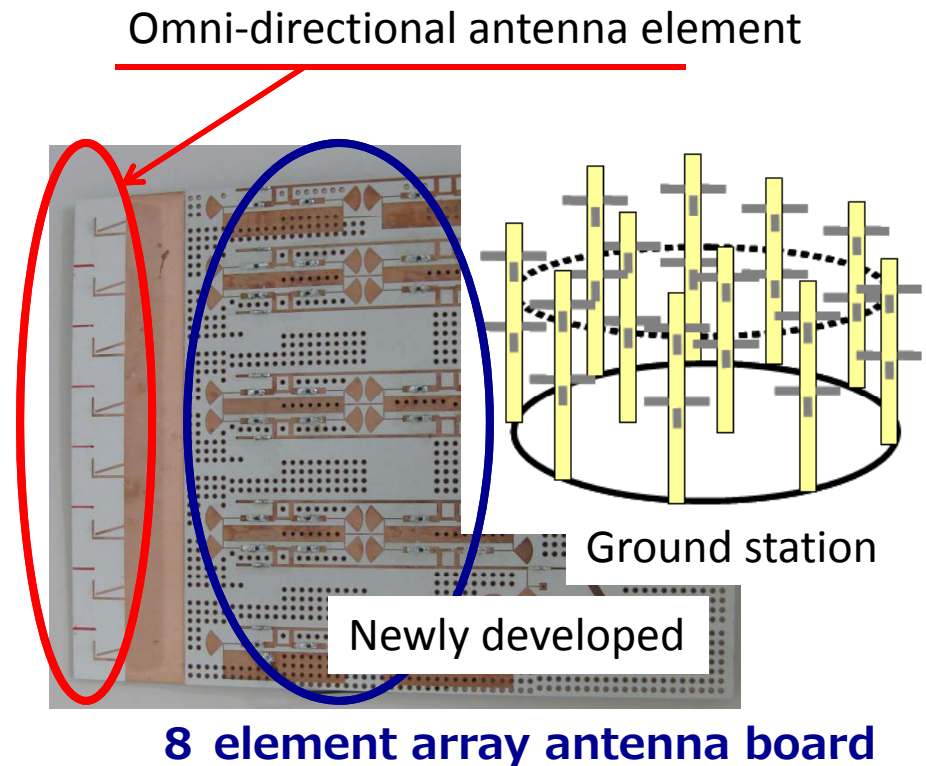 Omni-directional antenna element
Ground station
Newly developed
8 element array antenna board